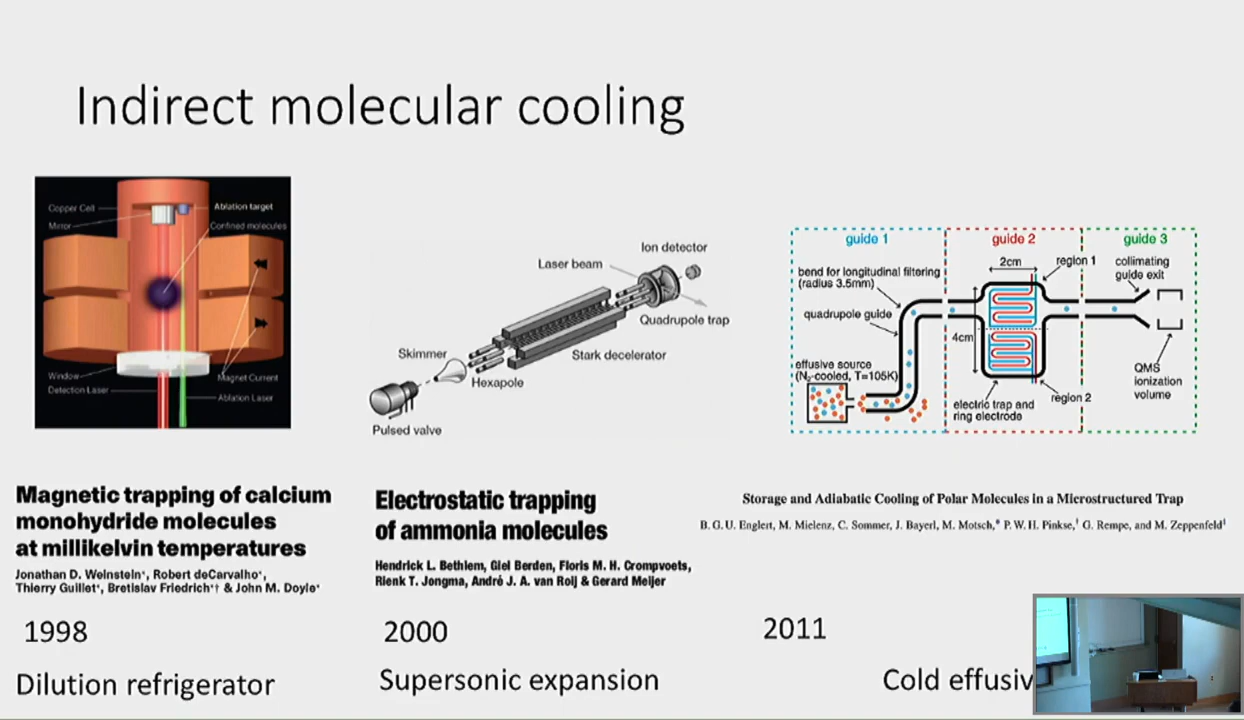 Indirect molecular cooling
Copper Cell
Mirror
Ablation target
Confined molecules
Window
Detection Laser
Magnet Current
Ablation Laser
Magnetic trapping of calcium
monohydride molecules
at millikelvin temperatures
Jonathan D. Weinstein*, Robert deCarvalho*,
Thierry Guillet*, Bretislav Friedrich*† & John M. Doyle*
1998
Dilution refrigerator
Laser beam
Ion detector
Quadrupole trap
Skimmer
Stark decelerator
Hexapole
Pulsed valve
Electrostatic trapping
of ammonia molecules
Hendrick L. Bethlem, Giel Berden, Floris M. H. Crompvoets,
Rienk T. Jongma, André J. A. van Roij & Gerard Meijer
2000
Supersonic expansion
guide 1
guide 2
guide 3
bend for longitudinal filtering
(radius 3.5mm)
quadrupole guide
effusive source
(N₂-cooled, T=105K)
2cm
region 1
4cm
collimating
guide exit
electric trap and
ring electrode
region 2
QMS
ionization
volume
Storage and Adiabatic Cooling of Polar Molecules in a Microstructured Trap
B. G. U. Englert, M. Mielenz, C. Sommer, J. Bayerl, M. Motsch,* P. W. H. Pinkse,† G. Rempe, and M. Zeppenfeld†
2011
Cold effusiv